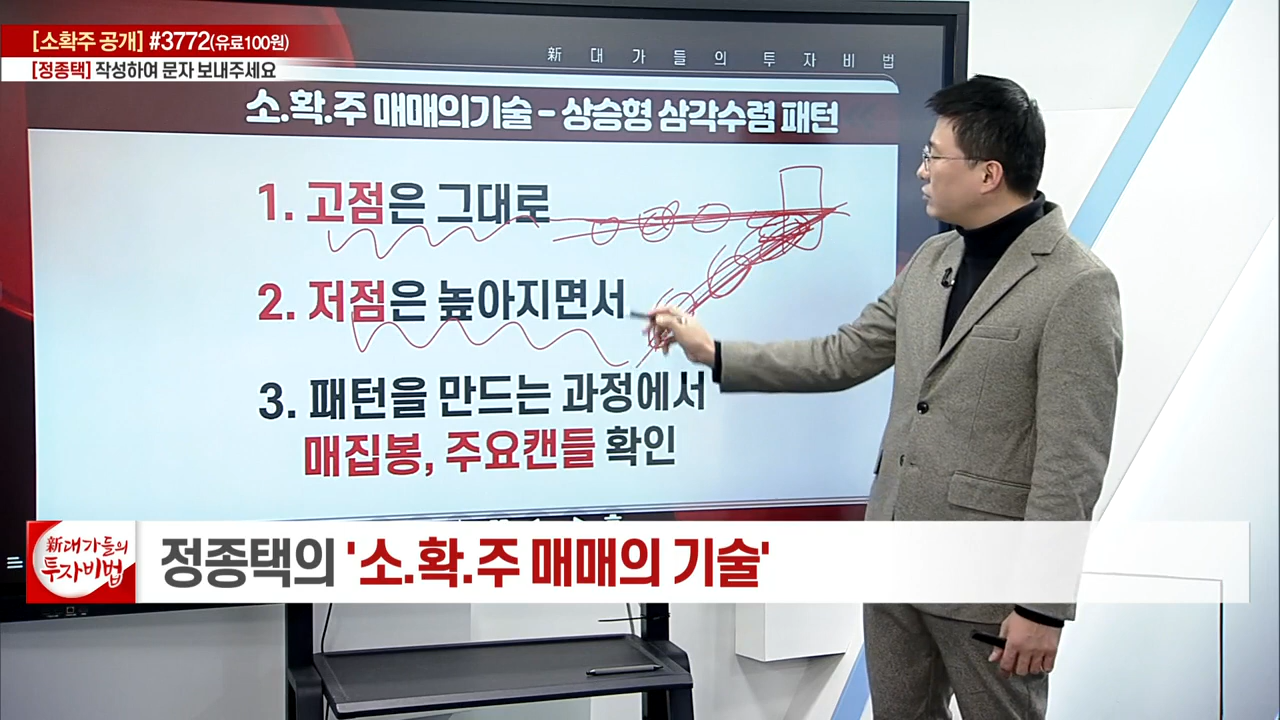 [소확주 공개] #3772(유료100원)
[정종택] 작성하여 문자 보내주세요
新 대가들의 투자비법
소.확.주 매매의기술 - 상승형 삼각수렴 패턴
1. 고점은 그대로
2. 저점은 높아지면서
3. 패턴을 만드는 과정에서
매집봉, 주요캔들 확인
新대가들의
투자비법
정종택의 '소.확.주 매매의 기술'